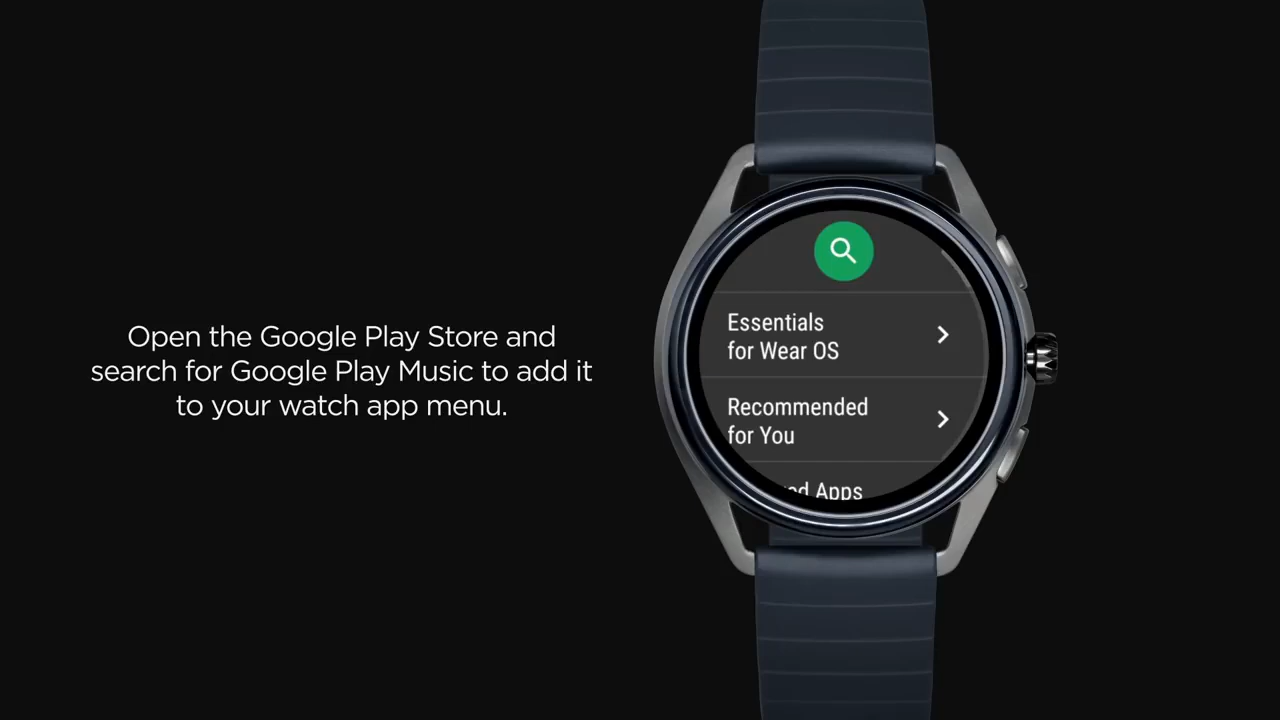 Open the Google Play Store and
search for Google Play Music to add it
to your watch app menu.
Essentials
for Wear OS
Recommended
for You
Apps